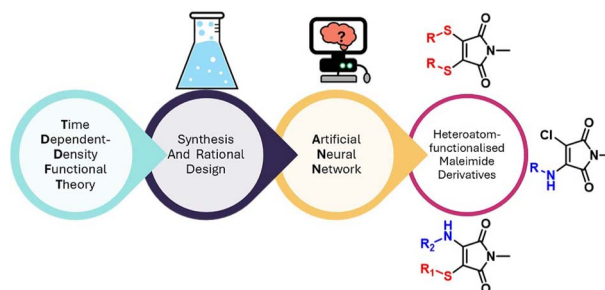 ?
Time
Dependent-
Density
Functional
Theory
Synthesis
And Rational
Design
Artificial
Neural
Network
Heteroatom-
functionalised
Maleimide
Derivatives
R
S
R
S
O
N
O
Cl
R
N
H
O
N
O
H
R2
N
R1
S
O
N
O